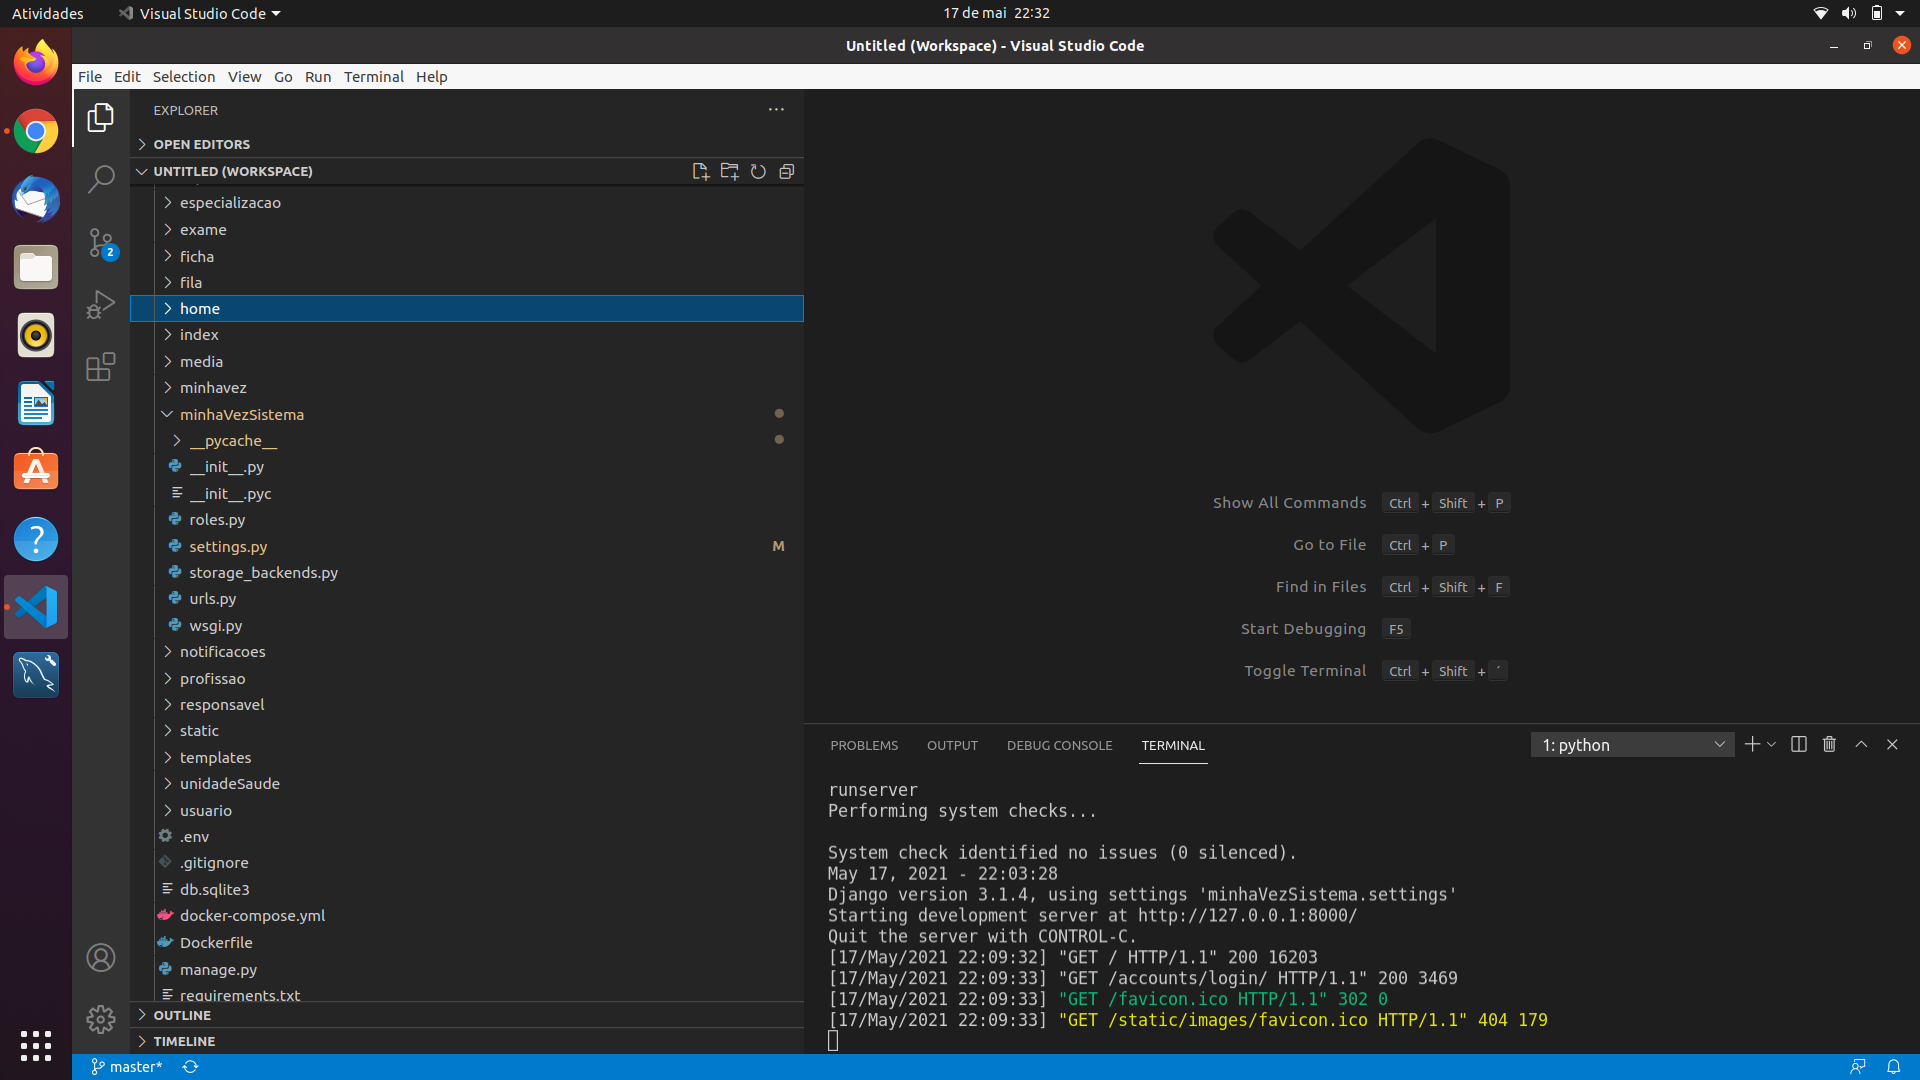 Atividades
Visual Studio Code
17 de mai 22:32
Untitled (Workspace) - Visual Studio Code
File Edit Selection View Go Run Terminal Help
EXPLORER
OPEN EDITORS
UNTITLED (WORKSPACE)
especializacao
exame
ficha
fila
home
index
media
minhavez
minhaVezSistema
__pycache__
__init__.py
__init__.pyc
roles.py
settings.py M
storage_backends.py
urls.py
wsgi.py
notificacoes
profissao
responsavel
static
templates
unidadeSaude
usuario
.env
.gitignore
db.sqlite3
docker-compose.yml
Dockerfile
manage.py
requirements.txt
OUTLINE
TIMELINE
2
Show All Commands Ctrl + Shift + P
Go to File Ctrl + P
Find in Files Ctrl + Shift + F
Start Debugging F5
Toggle Terminal Ctrl + Shift + ´
PROBLEMS OUTPUT DEBUG CONSOLE TERMINAL
1: python
runserver
Performing system checks...
System check identified no issues (0 silenced).
May 17, 2021 - 22:03:28
Django version 3.1.4, using settings 'minhaVezSistema.settings'
Starting development server at http://127.0.0.1:8000/
Quit the server with CONTROL-C.
[17/May/2021 22:09:32] "GET / HTTP/1.1" 200 16203
[17/May/2021 22:09:33] "GET /accounts/login/ HTTP/1.1" 200 3469
[17/May/2021 22:09:33] "GET /favicon.ico HTTP/1.1" 302 0
[17/May/2021 22:09:33] "GET /static/images/favicon.ico HTTP/1.1" 404 179
master*